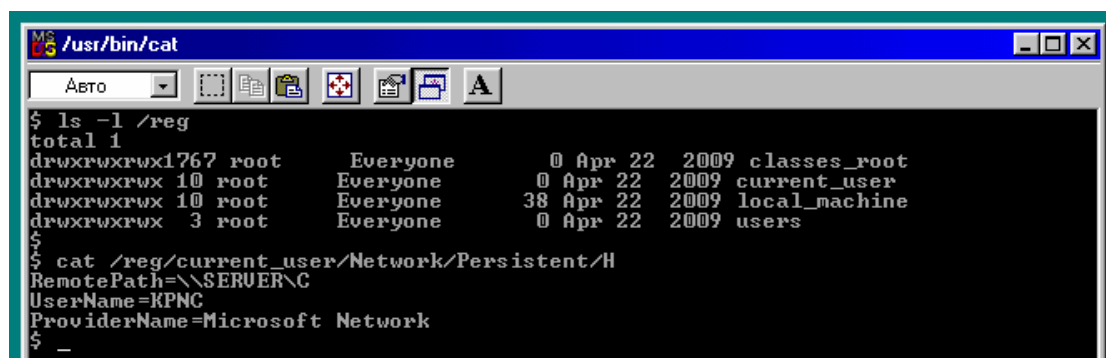 /usr/bin/cat
Авто
A
$ ls -l /reg
total 1
drwxrwxrwx1767 root     Everyone        0 Apr 22  2009 classes_root
drwxrwxrwx 10 root     Everyone        0 Apr 22  2009 current_user
drwxrwxrwx 10 root     Everyone       38 Apr 22  2009 local_machine
drwxrwxrwx  3 root     Everyone        0 Apr 22  2009 users
$
$ cat /reg/current_user/Network/Persistent/H
RemotePath=\\SERVER\C
UserName=KPNC
ProviderName=Microsoft Network
$ _